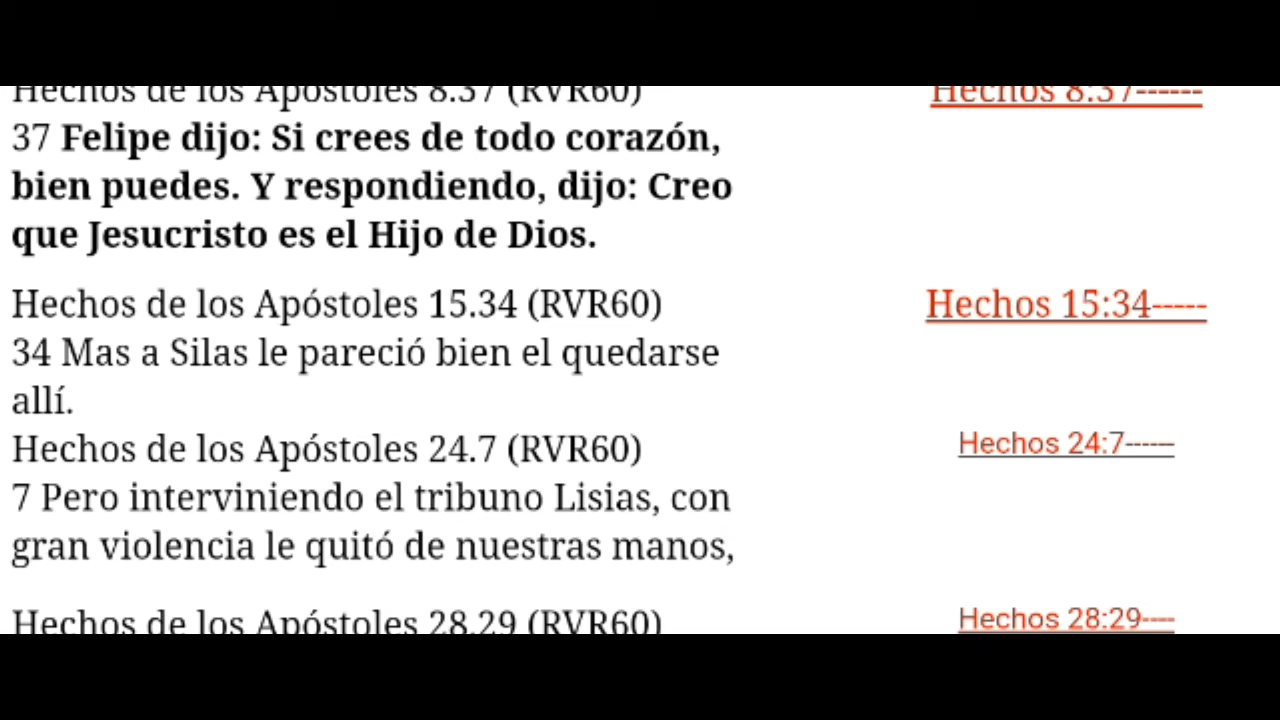 Hechos de los Apóstoles 8.37 (RVR60)
Hechos 8:37------
37 Felipe dijo: Si crees de todo corazón,
bien puedes. Y respondiendo, dijo: Creo
que Jesucristo es el Hijo de Dios.
Hechos de los Apóstoles 15.34 (RVR60)
Hechos 15:34-----
34 Mas a Silas le pareció bien el quedarse
allí.
Hechos de los Apóstoles 24.7 (RVR60)
Hechos 24:7------
7 Pero interviniendo el tribuno Lisias, con
gran violencia le quitó de nuestras manos,
Hechos de los Apóstoles 28.29 (RVR60)
Hechos 28:29----